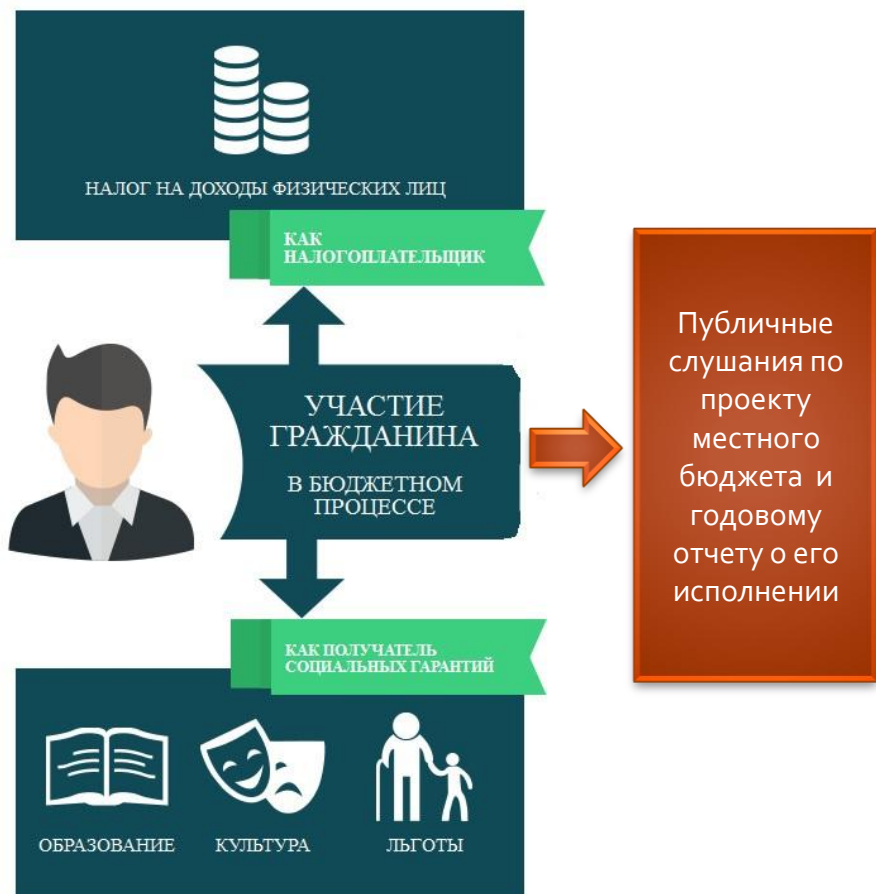 НАЛОГ НА ДОХОДЫ ФИЗИЧЕСКИХ ЛИЦ
КАК
НАЛОГОПЛАТЕЛЬЩИК
УЧАСТИЕ
ГРАЖДАНИНА
В БЮДЖЕТНОМ
ПРОЦЕССЕ
Публичные
слушания по
проекту
местного
бюджета и
годовому
отчету о его
исполнении
КАК ПОЛУЧАТЕЛЬ
СОЦИАЛЬНЫХ ГАРАНТИЙ
ОБРАЗОВАНИЕ
КУЛЬТУРА
ЛЬГОТЫ